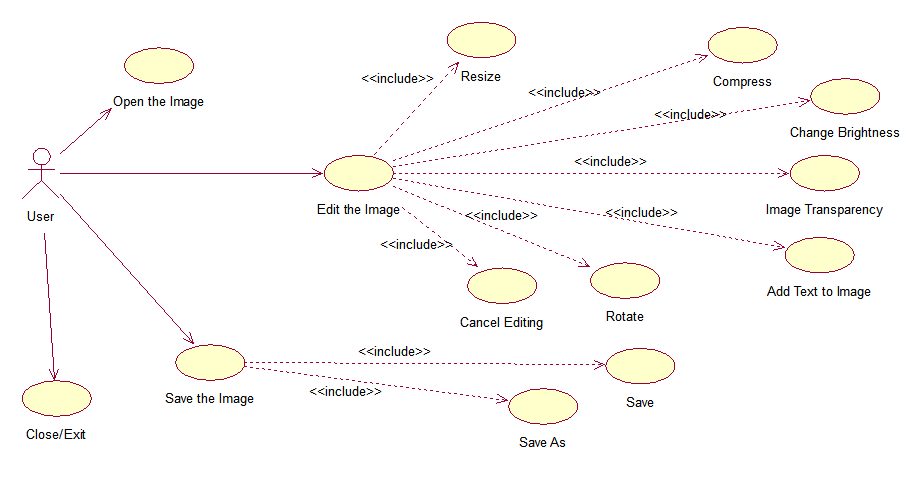 Resize
<<include>>
Compress
<<include>>
Open the Image
<<include>>
Change Brightness
<<include>>
User
Edit the Image
<<include>>
<<include>>
Image Transparency
<<include>>
Add Text to Image
Cancel Editing
Rotate
<<include>>
<<include>>
Save the Image
Save
Close/Exit
Save As